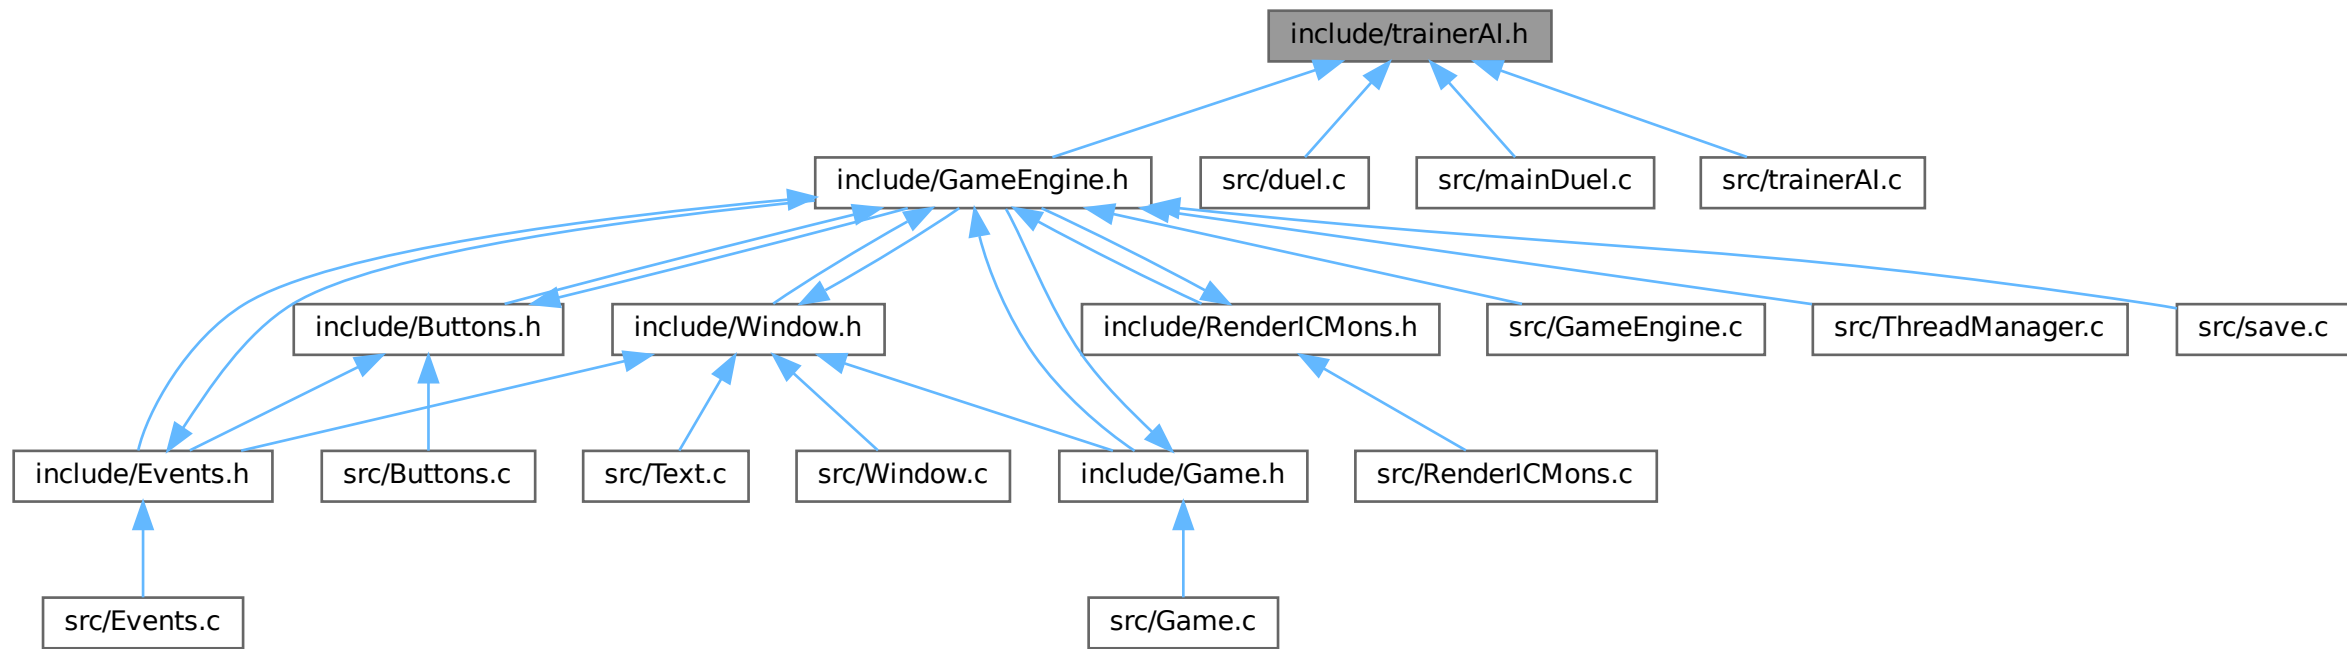 include/trainerAI.h
include/GameEngine.h
src/duel.c
src/mainDuel.c
src/trainerAI.c
include/Buttons.h
include/Window.h
include/RenderICMons.h
src/GameEngine.c
src/ThreadManager.c
src/save.c
include/Events.h
src/Buttons.c
src/Text.c
src/Window.c
include/Game.h
src/RenderICMons.c
src/Events.c
src/Game.c